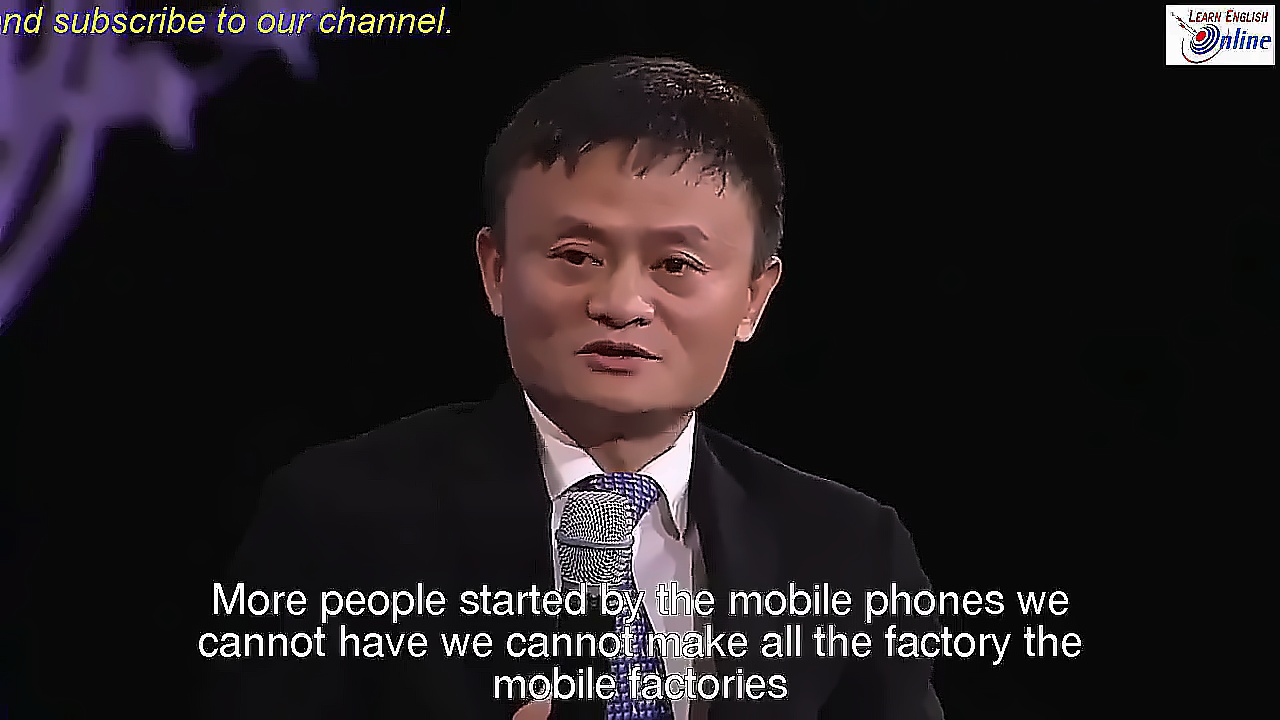 nd subscribe to our channel.
LEARN ENGLISH
Online
More people started by the mobile phones we
cannot have we cannot make all the factory the
mobile factories